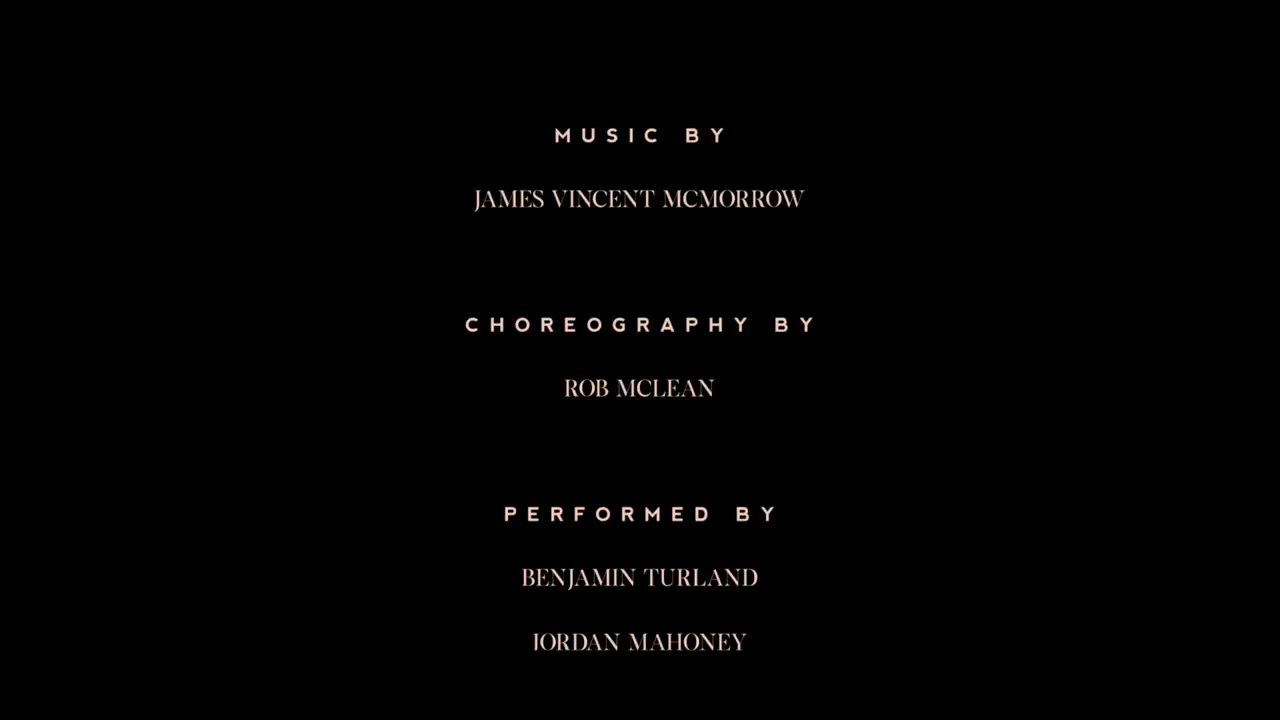 MUSIC BY
JAMES VINCENT MCMORROW
CHOREOGRAPHY BY
ROB MCLEAN
PERFORMED BY
BENJAMIN TURLAND
JORDAN MAHONEY